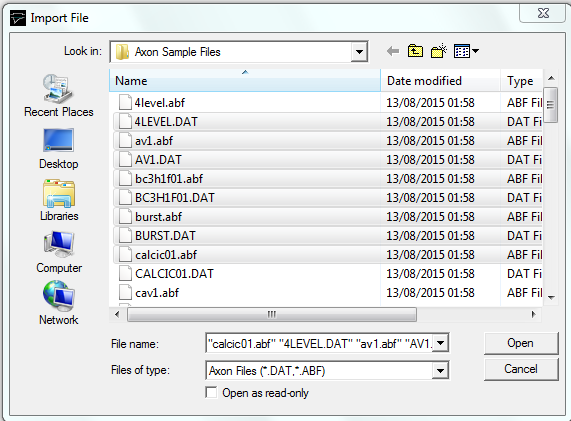 Import File
Look in: Axon Sample Files
Name Date modified Type
4level.abf 13/08/2015 01:58 ABF Fil
4LEVEL.DAT 13/08/2015 01:58 DAT Fi
av1.abf 13/08/2015 01:58 ABF Fil
AV1.DAT 13/08/2015 01:58 DAT Fi
bc3h1f01.abf 13/08/2015 01:58 ABF Fil
BC3H1F01.DAT 13/08/2015 01:58 DAT Fi
burst.abf 13/08/2015 01:58 ABF Fil
BURST.DAT 13/08/2015 01:58 DAT Fi
calcic01.abf 13/08/2015 01:58 ABF Fil
CALCIC01.DAT 13/08/2015 01:58 DAT Fi
cav1.abf 13/08/2015 01:58 ABF Fil
Recent Places
Desktop
Libraries
Computer
Network
File name: "calcic01.abf" "4LEVEL.DAT" "av1.abf" "AV1. Open
Files of type: Axon Files (*.DAT,*.ABF) Cancel
Open as read-only